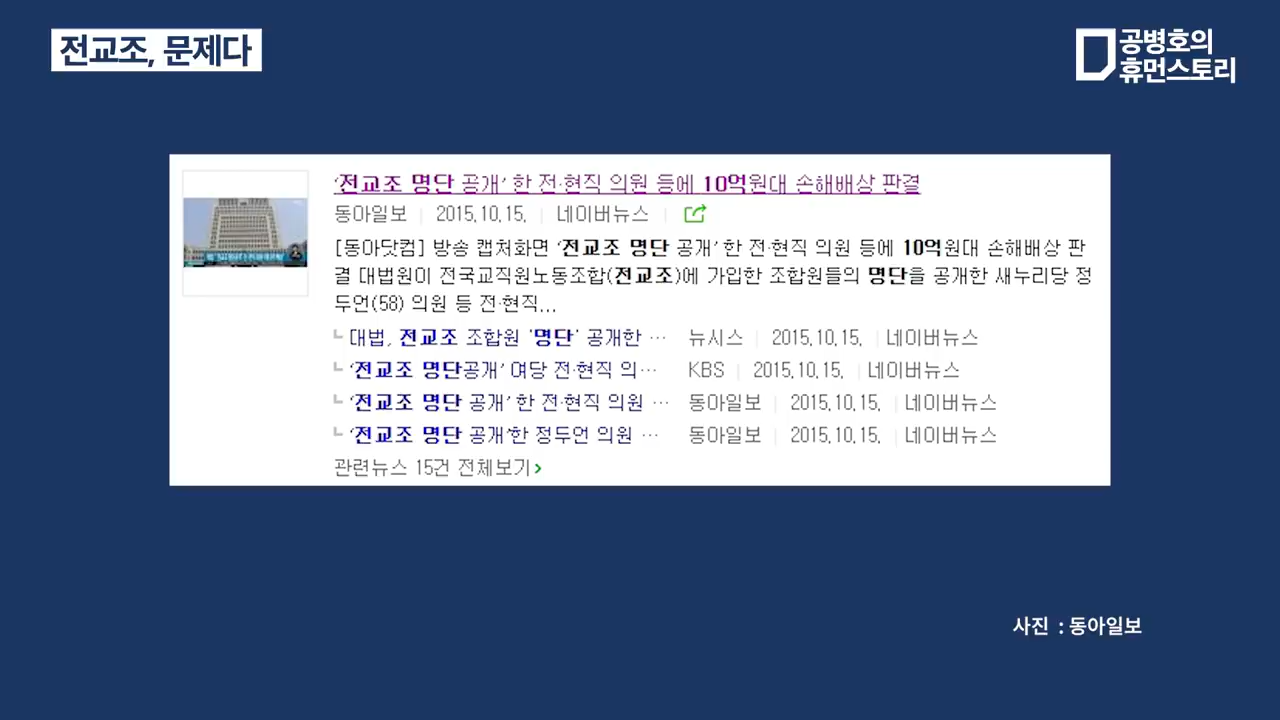 전교조, 문제다
공병호의
휴먼스토리
‘전교조 명단 공개’ 한 전·현직 의원 등에 10억원대 손해배상 판결
동아일보 | 2015.10.15. | 네이버뉴스 |
[동아닷컴] 방송 캡처화면 ‘전교조 명단 공개’ 한 전·현직 의원 등에 10억원대 손해배상 판
결 대법원이 전국교직원노동조합(전교조)에 가입한 조합원들의 명단을 공개한 새누리당 정
두언(58) 의원 등 전·현직...
대법, 전교조 조합원 '명단' 공개한 ··· 뉴시스 | 2015.10.15. | 네이버뉴스
‘전교조 명단공개’ 여당 전·현직 의··· KBS | 2015.10.15. | 네이버뉴스
‘전교조 명단 공개’ 한 전·현직 의원 ··· 동아일보 | 2015.10.15. | 네이버뉴스
‘전교조 명단 공개’한 정두언 의원 ··· 동아일보 | 2015.10.15. | 네이버뉴스
관련뉴스 15건 전체보기>
사진 : 동아일보